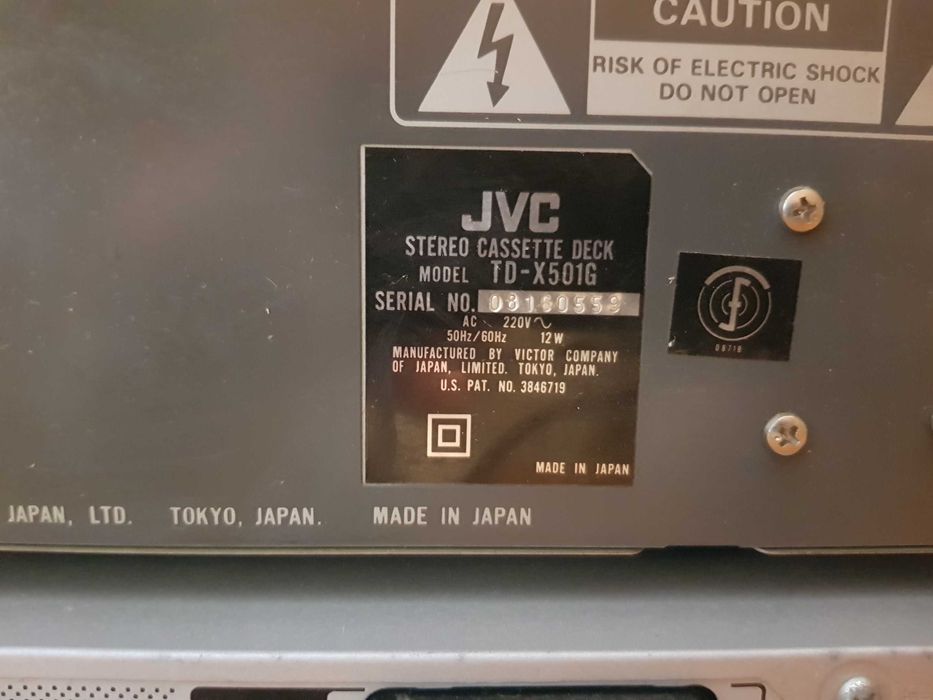 CAUTION
RISK OF ELECTRIC SHOCK
DO NOT OPEN
JVC
STEREO CASSETTE DECK
MODEL TD-X501G
SERIAL NO. 08160559
AC 220V~
50Hz/60Hz 12W
MANUFACTURED BY VICTOR COMPANY
OF JAPAN, LIMITED. TOKYO, JAPAN.
U.S. PAT. NO. 3846719
MADE IN JAPAN
JAPAN, LTD. TOKYO, JAPAN. MADE IN JAPAN